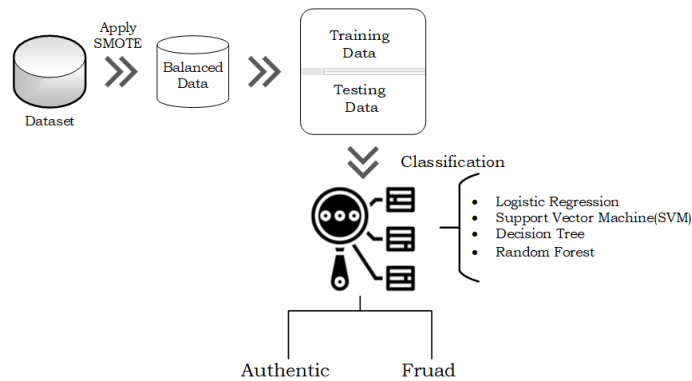 Apply
SMOTE
Dataset
Balanced
Data
Training
Data
Testing
Data
Classification
• Logistic Regression
• Support Vector Machine(SVM)
• Decision Tree
• Random Forest
Authentic
Fruad